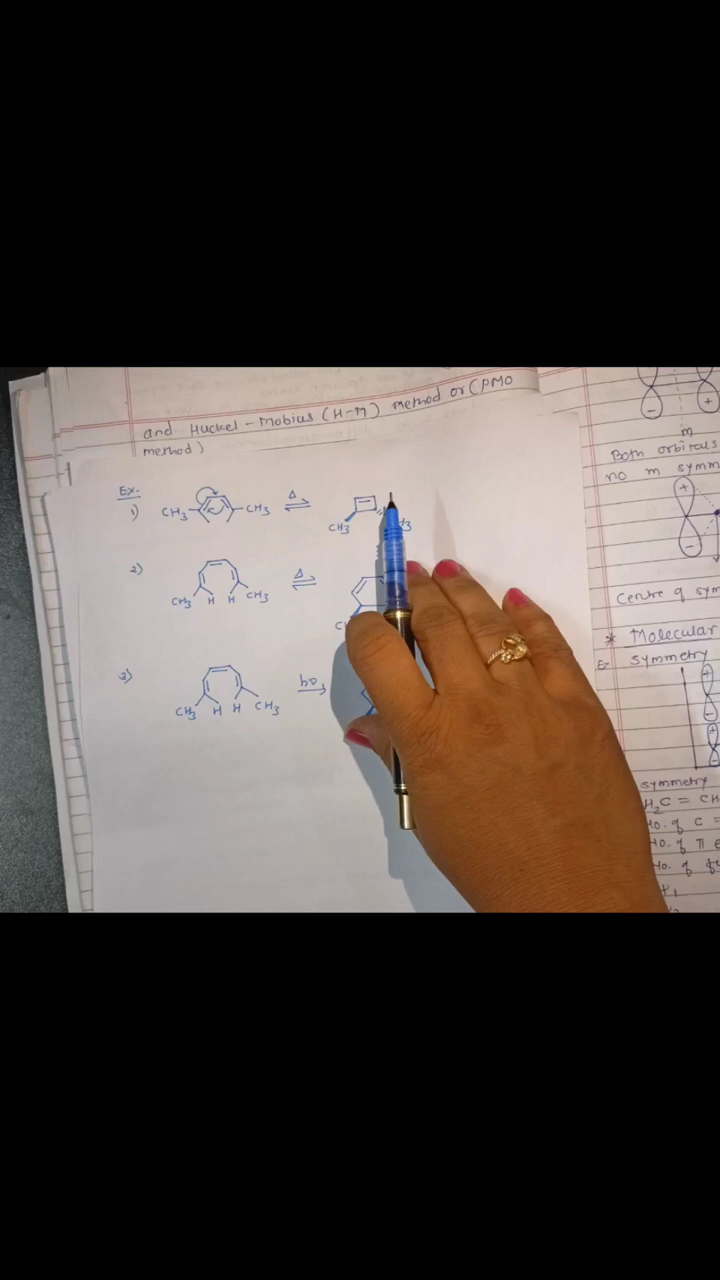 and Huckel - Mobius (H-M) method or (PMO
method)
Ex.
1) CH3 CH3 Δ CH3
2) CH3 H H CH3 Δ
3) CH3 H H CH3 hν
+
-
m
Both orbitals
no m symm
+
-
Centre of sym
* Molecular
symmetry
symmetry
H2C = CH
No. of C =
No. of π e
No. of